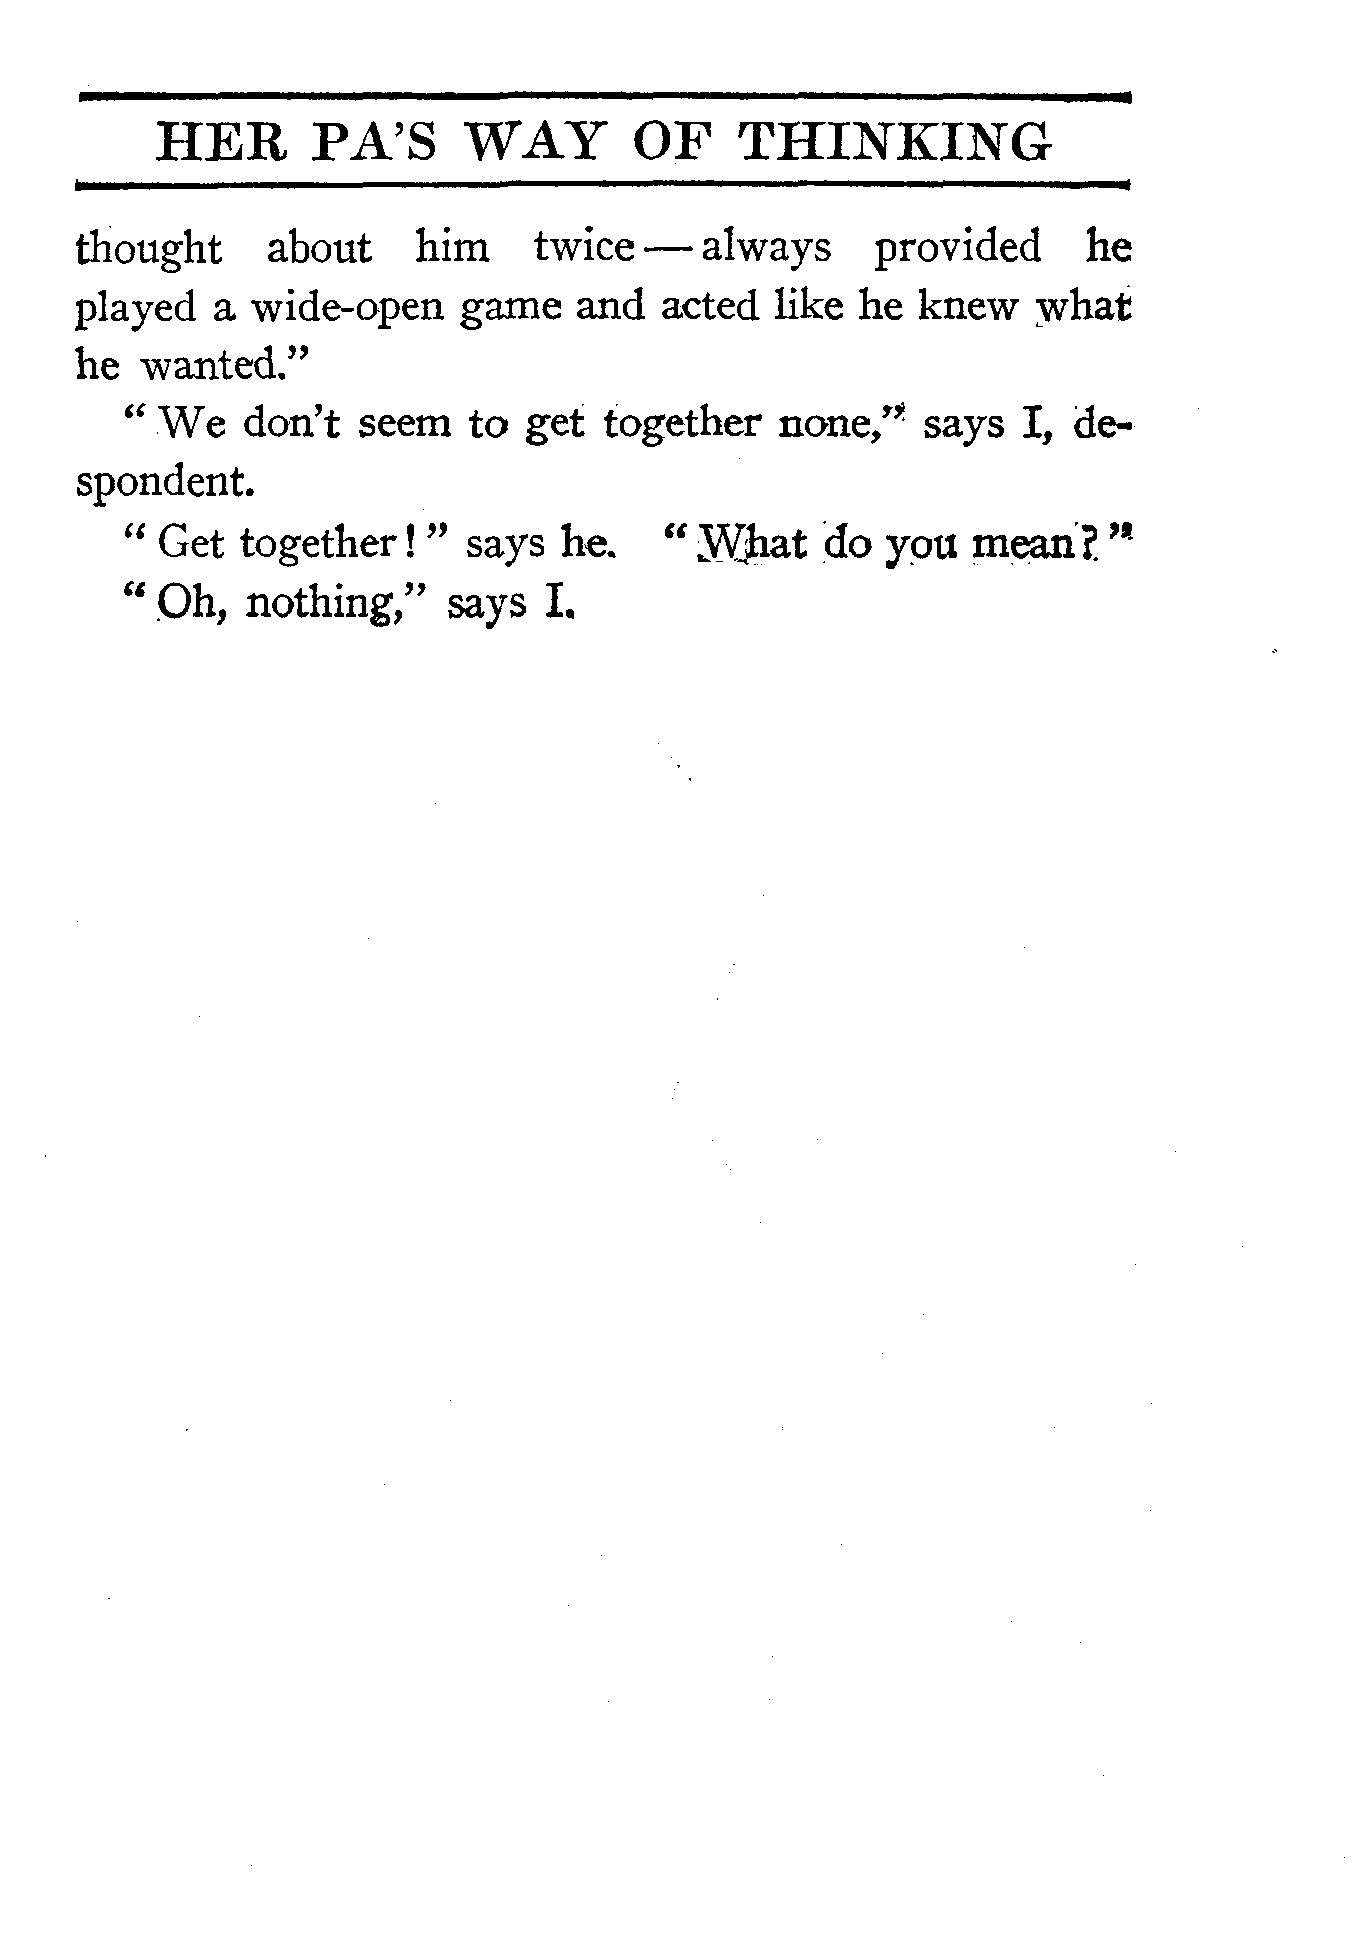 HER PA'S WAY OF THINKING
thought about him twice — always provided he
played a wide-open game and acted like he knew what
he wanted.”
“ We don't seem to get together none,” says I, de-
spondent.
“ Get together! ” says he. “ What do you mean? ”
“ Oh, nothing,” says I.